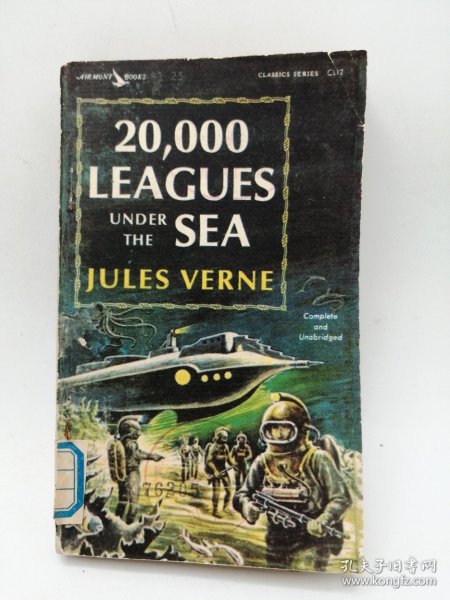 AIRMONT BOOKS
CLASSICS SERIES CL12
20,000
LEAGUES
UNDER
THE
SEA
JULES VERNE
Complete
and
Unabridged
孔夫子旧书网
www.kongfz.com